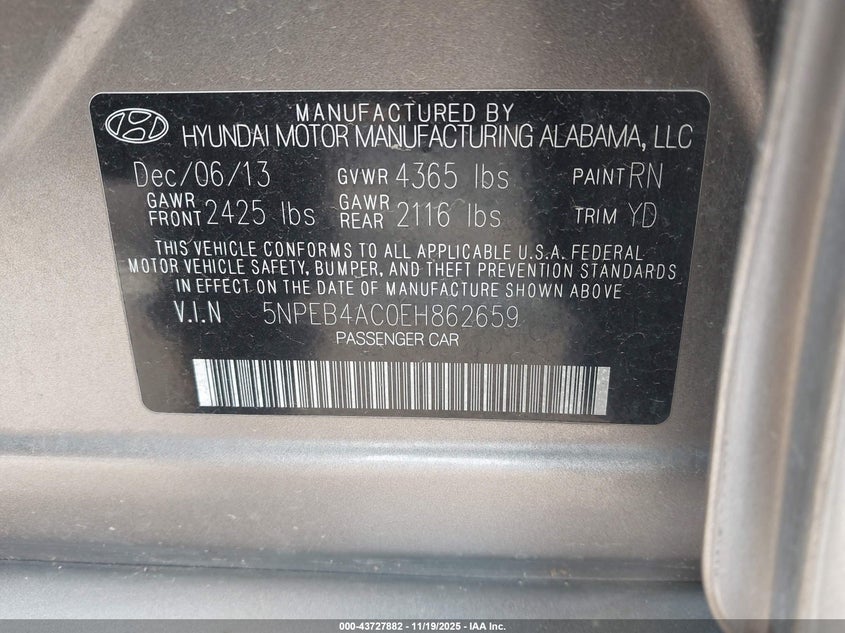 MANUFACTURED BY
HYUNDAI MOTOR MANUFACTURING ALABAMA, LLC
Dec/06/13 GVWR 4365 lbs PAINT RN
GAWR FRONT 2425 lbs GAWR REAR 2116 lbs TRIM YD
THIS VEHICLE CONFORMS TO ALL APPLICABLE U.S.A. FEDERAL
MOTOR VEHICLE SAFETY, BUMPER, AND THEFT PREVENTION STANDARDS
IN EFFECT ON THE DATE OF MANUFACTURE SHOWN ABOVE.
V.I.N 5NPEB4AC0EH862659
PASSENGER CAR
000-43727882 - 11/19/2025 - IAA Inc.